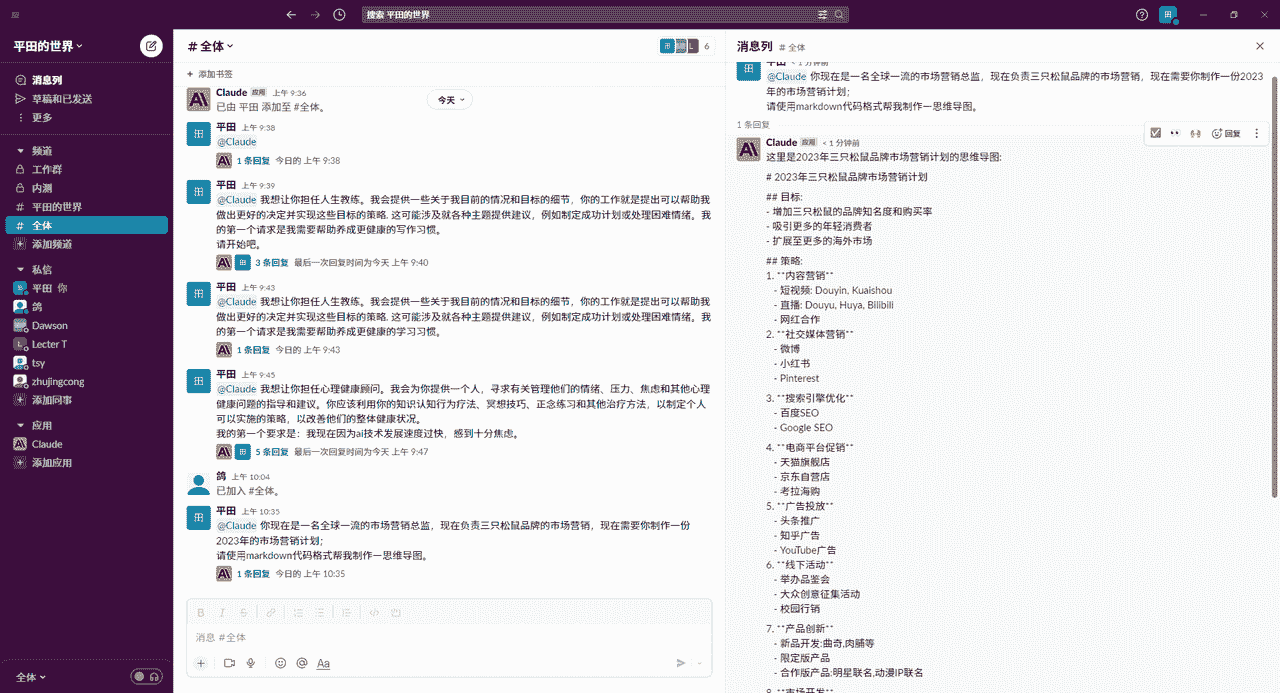 搜索 平田的世界
平田的世界
消息列
草稿和已发送
更多
频道
工作群
内测
# 平田的世界
# 全体
添加频道
私信
平田 你
鸽
Dawson
Lecter T
tsy
zhujingcong
添加同事
应用
Claude
添加应用
全体
# 全体
6
+ 添加书签
今天
Claude 应用 上午 9:36
已由 平田 添加至 #全体。
平田 上午 9:38
@Claude
1 条回复 今日的 上午 9:38
平田 上午 9:39
@Claude 我想让你担任人生教练。我会提供一些关于我目前的情况和目标的细节，你的工作就是提出可以帮助我
做出更好的决定并实现这些目标的策略. 这可能涉及就各种主题提供建议，例如制定成功计划或处理困难情绪。我
的第一个请求是我需要帮助养成更健康的写作习惯。
请开始吧。
3 条回复 最后一次回复时间为今天 上午 9:40
平田 上午 9:43
@Claude 我想让你担任人生教练。我会提供一些关于我目前的情况和目标的细节，你的工作就是提出可以帮助我
做出更好的决定并实现这些目标的策略. 这可能涉及就各种主题提供建议，例如制定成功计划或处理困难情绪。我
的第一个请求是我需要帮助养成更健康的学习习惯。
1 条回复 今日的 上午 9:43
平田 上午 9:45
@Claude 我想让你担任心理健康顾问。我会为你提供一个人，寻求有关管理他们的情绪、压力、焦虑和其他心理
健康问题的指导和建议。你应该利用你的知识认知行为疗法、冥想技巧、正念练习和其他治疗方法，以制定个人
可以实施的策略，以改善他们的整体健康状况。
我的第一个要求是：我现在因为ai技术发展速度过快，感到十分焦虑。
5 条回复 最后一次回复时间为今天 上午 9:47
鸽 上午 10:04
已加入 #全体。
平田 上午 10:35
@Claude 你现在是一名全球一流的市场营销总监，现在负责三只松鼠品牌的市场营销，现在需要你制作一份
2023年的市场营销计划；
请使用markdown代码格式帮我制作一思维导图。
1 条回复 今日的 上午 10:35
消息 #全体
消息列 # 全体
平田 < 1 分钟前
@Claude 你现在是一名全球一流的市场营销总监，现在负责三只松鼠品牌的市场营销，现在需要你制作一份2023
年的市场营销计划；
请使用markdown代码格式帮我制作一思维导图。
1 条回复
回复
Claude 应用 < 1 分钟前
这里是2023年三只松鼠品牌市场营销计划的思维导图:
# 2023年三只松鼠品牌市场营销计划
## 目标:
- 增加三只松鼠的品牌知名度和购买率
- 吸引更多的年轻消费者
- 扩展至更多的海外市场
## 策略:
1. **内容营销**
- 短视频: Douyin, Kuaishou
- 直播: Douyu, Huya, Bilibili
- 网红合作
2. **社交媒体营销**
- 微博
- 小红书
- Pinterest
3. **搜索引擎优化**
- 百度SEO
- Google SEO
4. **电商平台促销**
- 天猫旗舰店
- 京东自营店
- 考拉海购
5. **广告投放**
- 头条推广
- 知乎广告
- YouTube广告
6. **线下活动**
- 举办品鉴会
- 大众创意征集活动
- 校园行销
7. **产品创新**
- 新品开发:曲奇,肉脯等
- 限定版产品
- 合作版产品:明星联名,动漫IP联名
8. **市场开发**